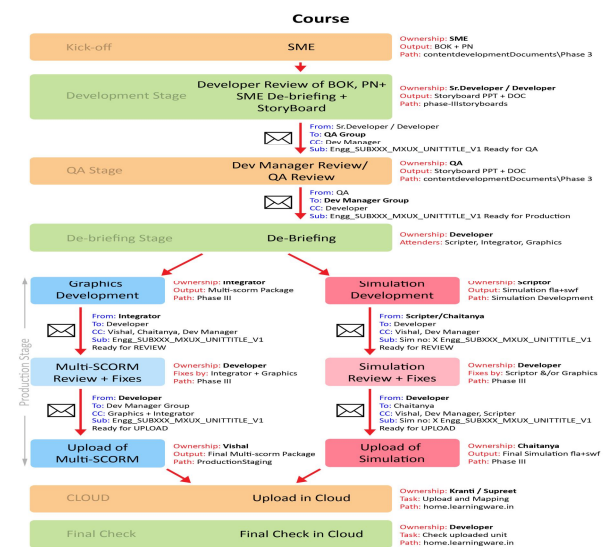 Course
Kick-off
SME
Ownership: SME
Output: BOK + PN
Path: contentdevelopmentDocuments\Phase 3
Development Stage
Developer Review of BOK, PN+
SME De-briefing +
StoryBoard
Ownership: Sr.Developer / Developer
Output: Storyboard PPT + DOC
Path: phase-IIIstoryboards
From: Sr.Developer / Developer
To: QA Group
CC: Dev Manager
Sub: Engg_SUBXXX_MXUX_UNITTITLE_V1 Ready for QA
QA Stage
Dev Manager Review/
QA Review
Ownership: QA
Output: Storyboard PPT + DOC
Path: contentdevelopmentDocuments\Phase 3
From: QA
To: Dev Manager Group
CC: Developer
Sub: Engg_SUBXXX_MXUX_UNITTITLE_V1 Ready for Production
De-briefing Stage
De-Briefing
Ownership: Developer
Attenders: Scripter, Integrator, Graphics
Production Stage
Graphics
Development
Ownership: Integrator
Output: Multi-scorm Package
Path: Phase III
Simulation
Development
Ownership: Scriptor
Output: Simulation fla+swf
Path: Simulation Development
From: Integrator
To: Developer
CC: Vishal, Chaitanya, Dev Manager
Sub: Engg_SUBXXX_MXUX_UNITTITLE_V1
Ready for REVIEW
From: Scripter/Chaitanya
To: Developer
CC: Vishal, Dev Manager
Sub: Sim no: X Engg_SUBXXX_MXUX_UNITTITLE_V1
Ready for REVIEW
Multi-SCORM
Review + Fixes
Ownership: Developer
Fixes by: Integrator + Graphics
Path: Phase III
Simulation
Review + Fixes
Ownership: Developer
Fixes by: Scriptor &/or Graphics
Path: Phase III
From: Developer
To: Dev Manager Group
CC: Graphics + Integrator
Sub: Engg_SUBXXX_MXUX_UNITTITLE_V1
Ready for UPLOAD
From: Developer
To: Chaitanya
CC: Vishal, Dev Manager, Scripter
Sub: Sim no: X Engg_SUBXXX_MXUX_UNITTITLE_V1
Ready for UPLOAD
Upload of
Multi-SCORM
Ownership: Vishal
Output: Final Multi-scorm Package
Path: ProductionStaging
Upload of
Simulation
Ownership: Chaitanya
Output: Final Simulation fla+swf
Path: Phase III
CLOUD
Upload in Cloud
Ownership: Kranti / Supreet
Task: Upload and Mapping
Path: home.learningware.in
Final Check
Final Check in Cloud
Ownership: Developer
Task: Check uploaded unit
Path: home.learningware.in